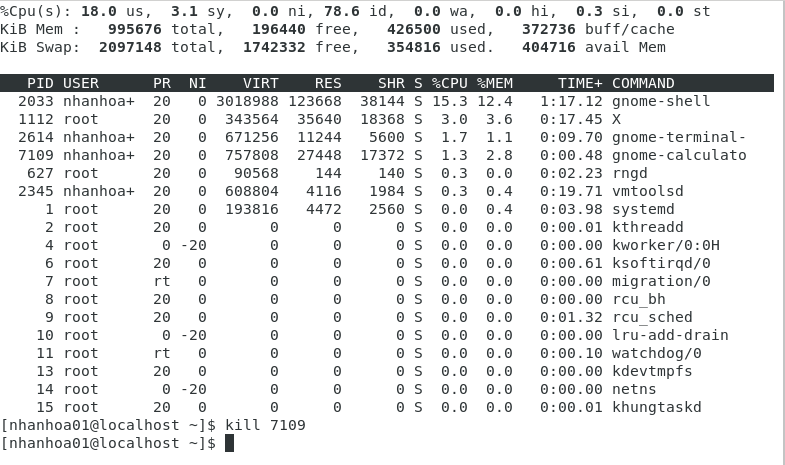 %Cpu(s): 18.0 us,  3.1 sy,  0.0 ni, 78.6 id,  0.0 wa,  0.0 hi,  0.3 si,  0.0 st
KiB Mem :   995676 total,   196440 free,   426500 used,   372736 buff/cache
KiB Swap:  2097148 total,  1742332 free,   354816 used.   404716 avail Mem
PID USER      PR  NI    VIRT    RES    SHR S %CPU %MEM     TIME+ COMMAND
2033 nhanhoa+  20   0 3018988 123668  38144 S 15.3 12.4   1:17.12 gnome-shell
1112 root      20   0  343564  35640  18368 S  3.0  3.6   0:17.45 X
2614 nhanhoa+  20   0  671256  11244   5600 S  1.7  1.1   0:09.70 gnome-terminal-
7109 nhanhoa+  20   0  757808  27448  17372 S  1.3  2.8   0:00.48 gnome-calculato
627 root      20   0   90568    144    140 S  0.3  0.0   0:02.23 rngd
2345 nhanhoa+  20   0  608804   4116   1984 S  0.3  0.4   0:19.71 vmtoolsd
1 root      20   0  193816   4472   2560 S  0.0  0.4   0:03.98 systemd
2 root      20   0       0      0      0 S  0.0  0.0   0:00.01 kthreadd
4 root       0 -20       0      0      0 S  0.0  0.0   0:00.00 kworker/0:0H
6 root      20   0       0      0      0 S  0.0  0.0   0:00.61 ksoftirqd/0
7 root      rt   0       0      0      0 S  0.0  0.0   0:00.00 migration/0
8 root      20   0       0      0      0 S  0.0  0.0   0:00.00 rcu_bh
9 root      20   0       0      0      0 S  0.0  0.0   0:01.32 rcu_sched
10 root       0 -20       0      0      0 S  0.0  0.0   0:00.00 lru-add-drain
11 root      rt   0       0      0      0 S  0.0  0.0   0:00.10 watchdog/0
13 root      20   0       0      0      0 S  0.0  0.0   0:00.00 kdevtmpfs
14 root       0 -20       0      0      0 S  0.0  0.0   0:00.00 netns
15 root      20   0       0      0      0 S  0.0  0.0   0:00.01 khungtaskd
[nhanhoa01@localhost ~]$ kill 7109
[nhanhoa01@localhost ~]$